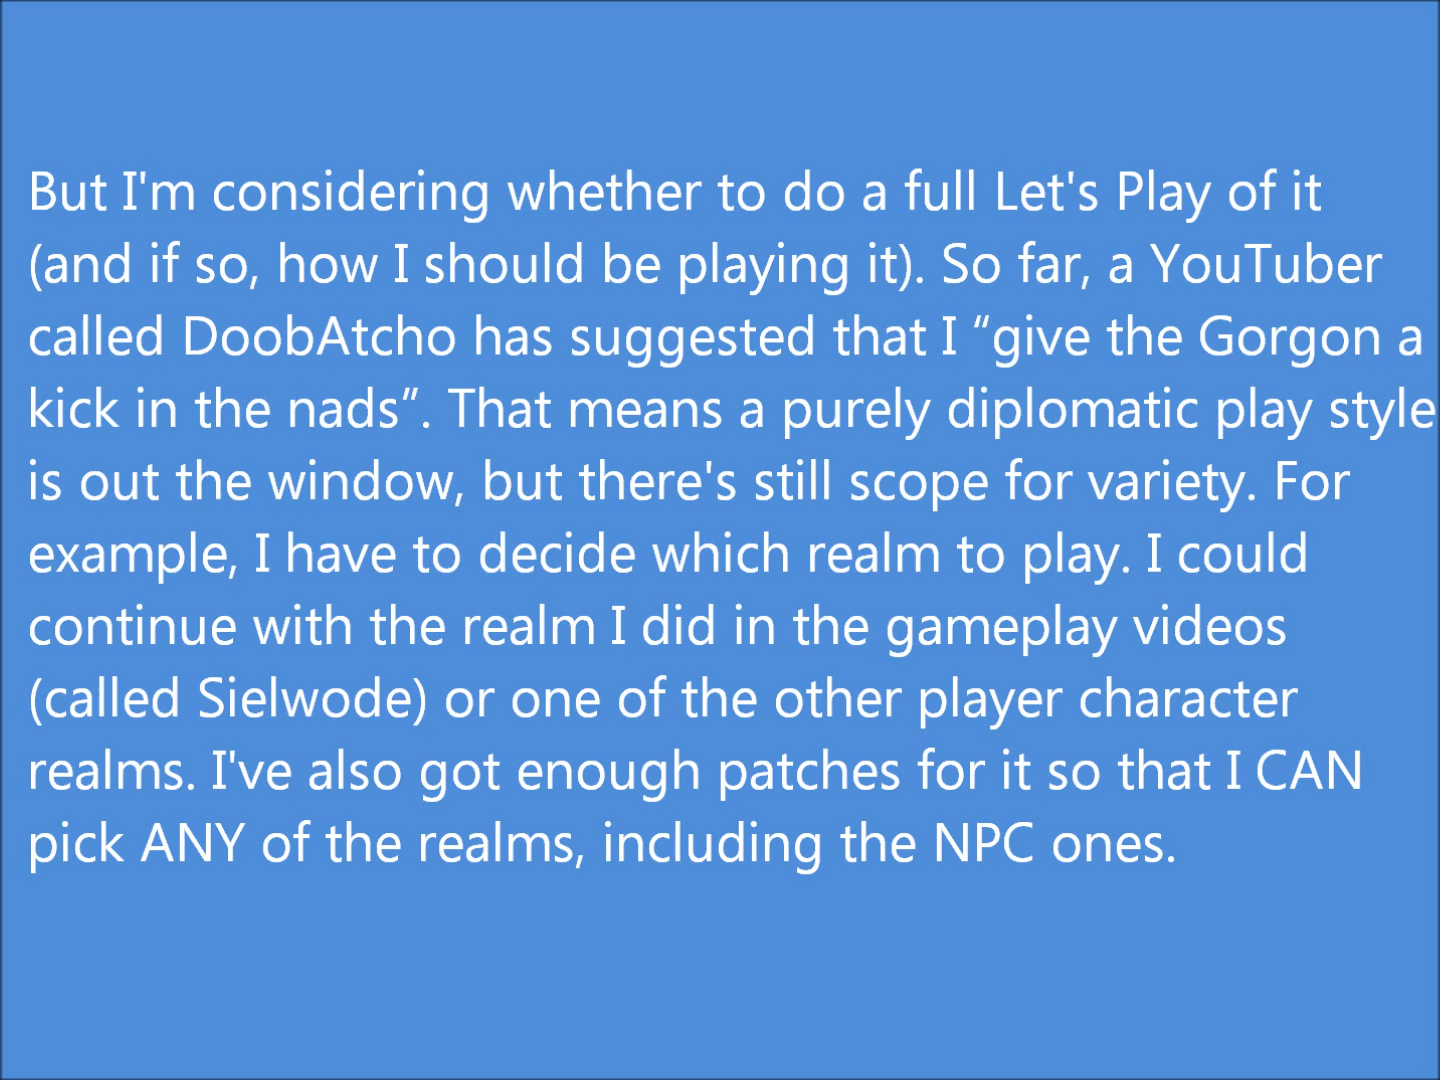 But I'm considering whether to do a full Let's Play of it
(and if so, how I should be playing it). So far, a YouTuber
called DoobAtcho has suggested that I “give the Gorgon a
kick in the nads”. That means a purely diplomatic play style
is out the window, but there's still scope for variety. For
example, I have to decide which realm to play. I could
continue with the realm I did in the gameplay videos
(called Sielwode) or one of the other player character
realms. I've also got enough patches for it so that I CAN
pick ANY of the realms, including the NPC ones.